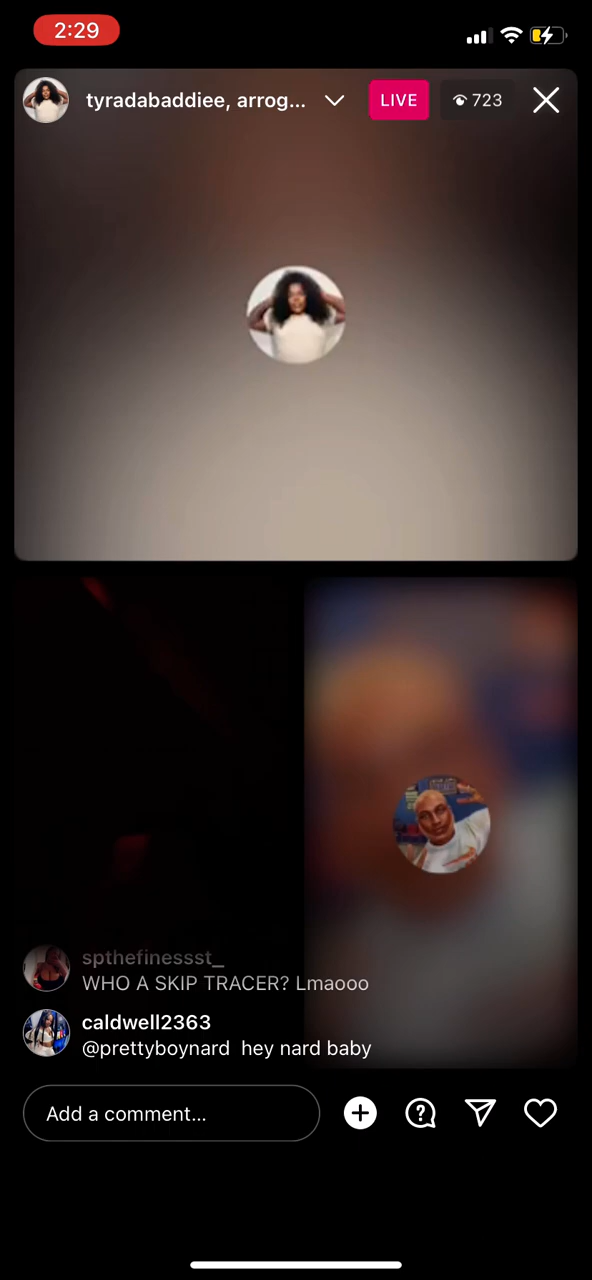 2:29
tyradabaddiee, arrog...
LIVE
723
spthefinessst_
WHO A SKIP TRACER? Lmaooo
caldwell2363
@prettyboynard hey nard baby
Add a comment...